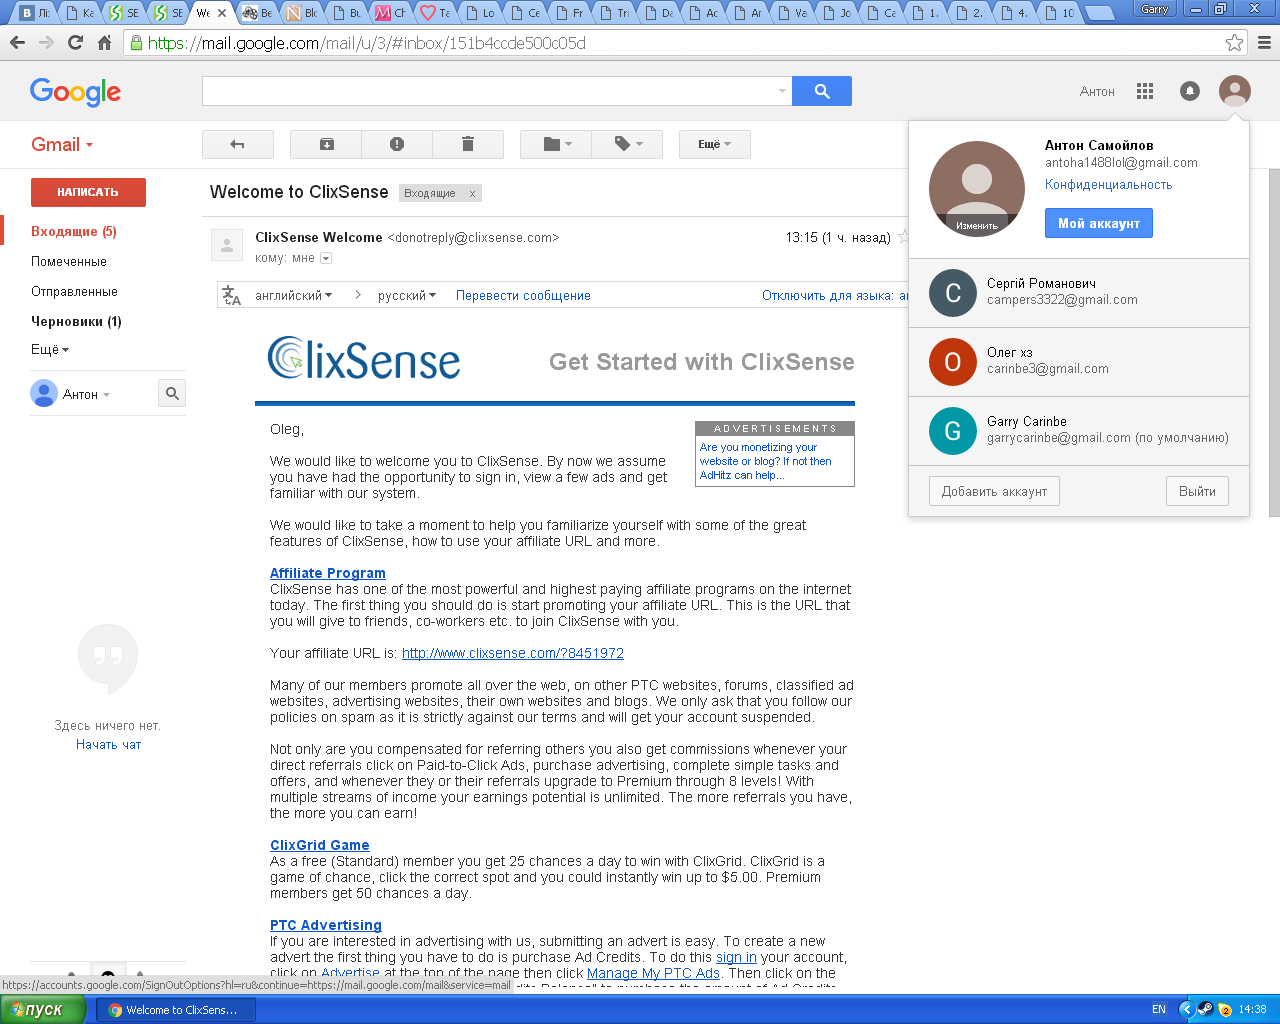 Ка
SE
SE
We
Be
Blo
Bu
Ch
Ta
Lo
Ce
Fr
Tri
Da
Ac
Ar
Va
Jo
Ca
1.
2.
4.
10
Garry
https://mail.google.com/mail/u/3/#inbox/151b4ccde500c05d
Google
Антон
Gmail
Ещё
Антон Самойлов
antoha1488lol@gmail.com
Конфиденциальность
Мой аккаунт
Изменить
Сергій Романович
campers3322@gmail.com
Олег хз
carinbe3@gmail.com
Garry Carinbe
garrycarinbe@gmail.com (по умолчанию)
Добавить аккаунт
Выйти
НАПИСАТЬ
Входящие (5)
Помеченные
Отправленные
Черновики (1)
Ещё
Антон
Здесь ничего нет.
Начать чат
Welcome to ClixSense
Входящие x
ClixSense Welcome <donotreply@clixsense.com>
13:15 (1 ч. назад)
кому: мне
английский
русский
Перевести сообщение
Отключить для языка:
ClixSense
Get Started with ClixSense
Oleg,
ADVERTISEMENTS
Are you monetizing your
website or blog? If not then
AdHitz can help...
We would like to welcome you to ClixSense. By now we assume
you have had the opportunity to sign in, view a few ads and get
familiar with our system.
We would like to take a moment to help you familiarize yourself with some of the great
features of ClixSense, how to use your affiliate URL and more.
Affiliate Program
ClixSense has one of the most powerful and highest paying affiliate programs on the internet
today. The first thing you should do is start promoting your affiliate URL. This is the URL that
you will give to friends, co-workers etc. to join ClixSense with you.
Your affiliate URL is: http://www.clixsense.com/?8451972
Many of our members promote all over the web, on other PTC websites, forums, classified ad
websites, advertising websites, their own websites and blogs. We only ask that you follow our
policies on spam as it is strictly against our terms and will get your account suspended.
Not only are you compensated for referring others you also get commissions whenever your
direct referrals click on Paid-to-Click Ads, purchase advertising, complete simple tasks and
offers, and whenever they or their referrals upgrade to Premium through 8 levels! With
multiple streams of income your earnings potential is unlimited. The more referrals you have,
the more you can earn!
ClixGrid Game
As a free (Standard) member you get 25 chances a day to win with ClixGrid. ClixGrid is a
game of chance, click the correct spot and you could instantly win up to $5.00. Premium
members get 50 chances a day.
PTC Advertising
If you are interested in advertising with us, submitting an advert is easy. To create a new
advert the first thing you have to do is purchase Ad Credits. To do this sign in your account,
click on Advertise at the top of the page then click Manage My PTC Ads. Then click on the
https://accounts.google.com/SignOutOptions?hl=ru&continue=https://mail.google.com/mail&service=mail
пуск
Welcome to ClixSens...
EN
14:38